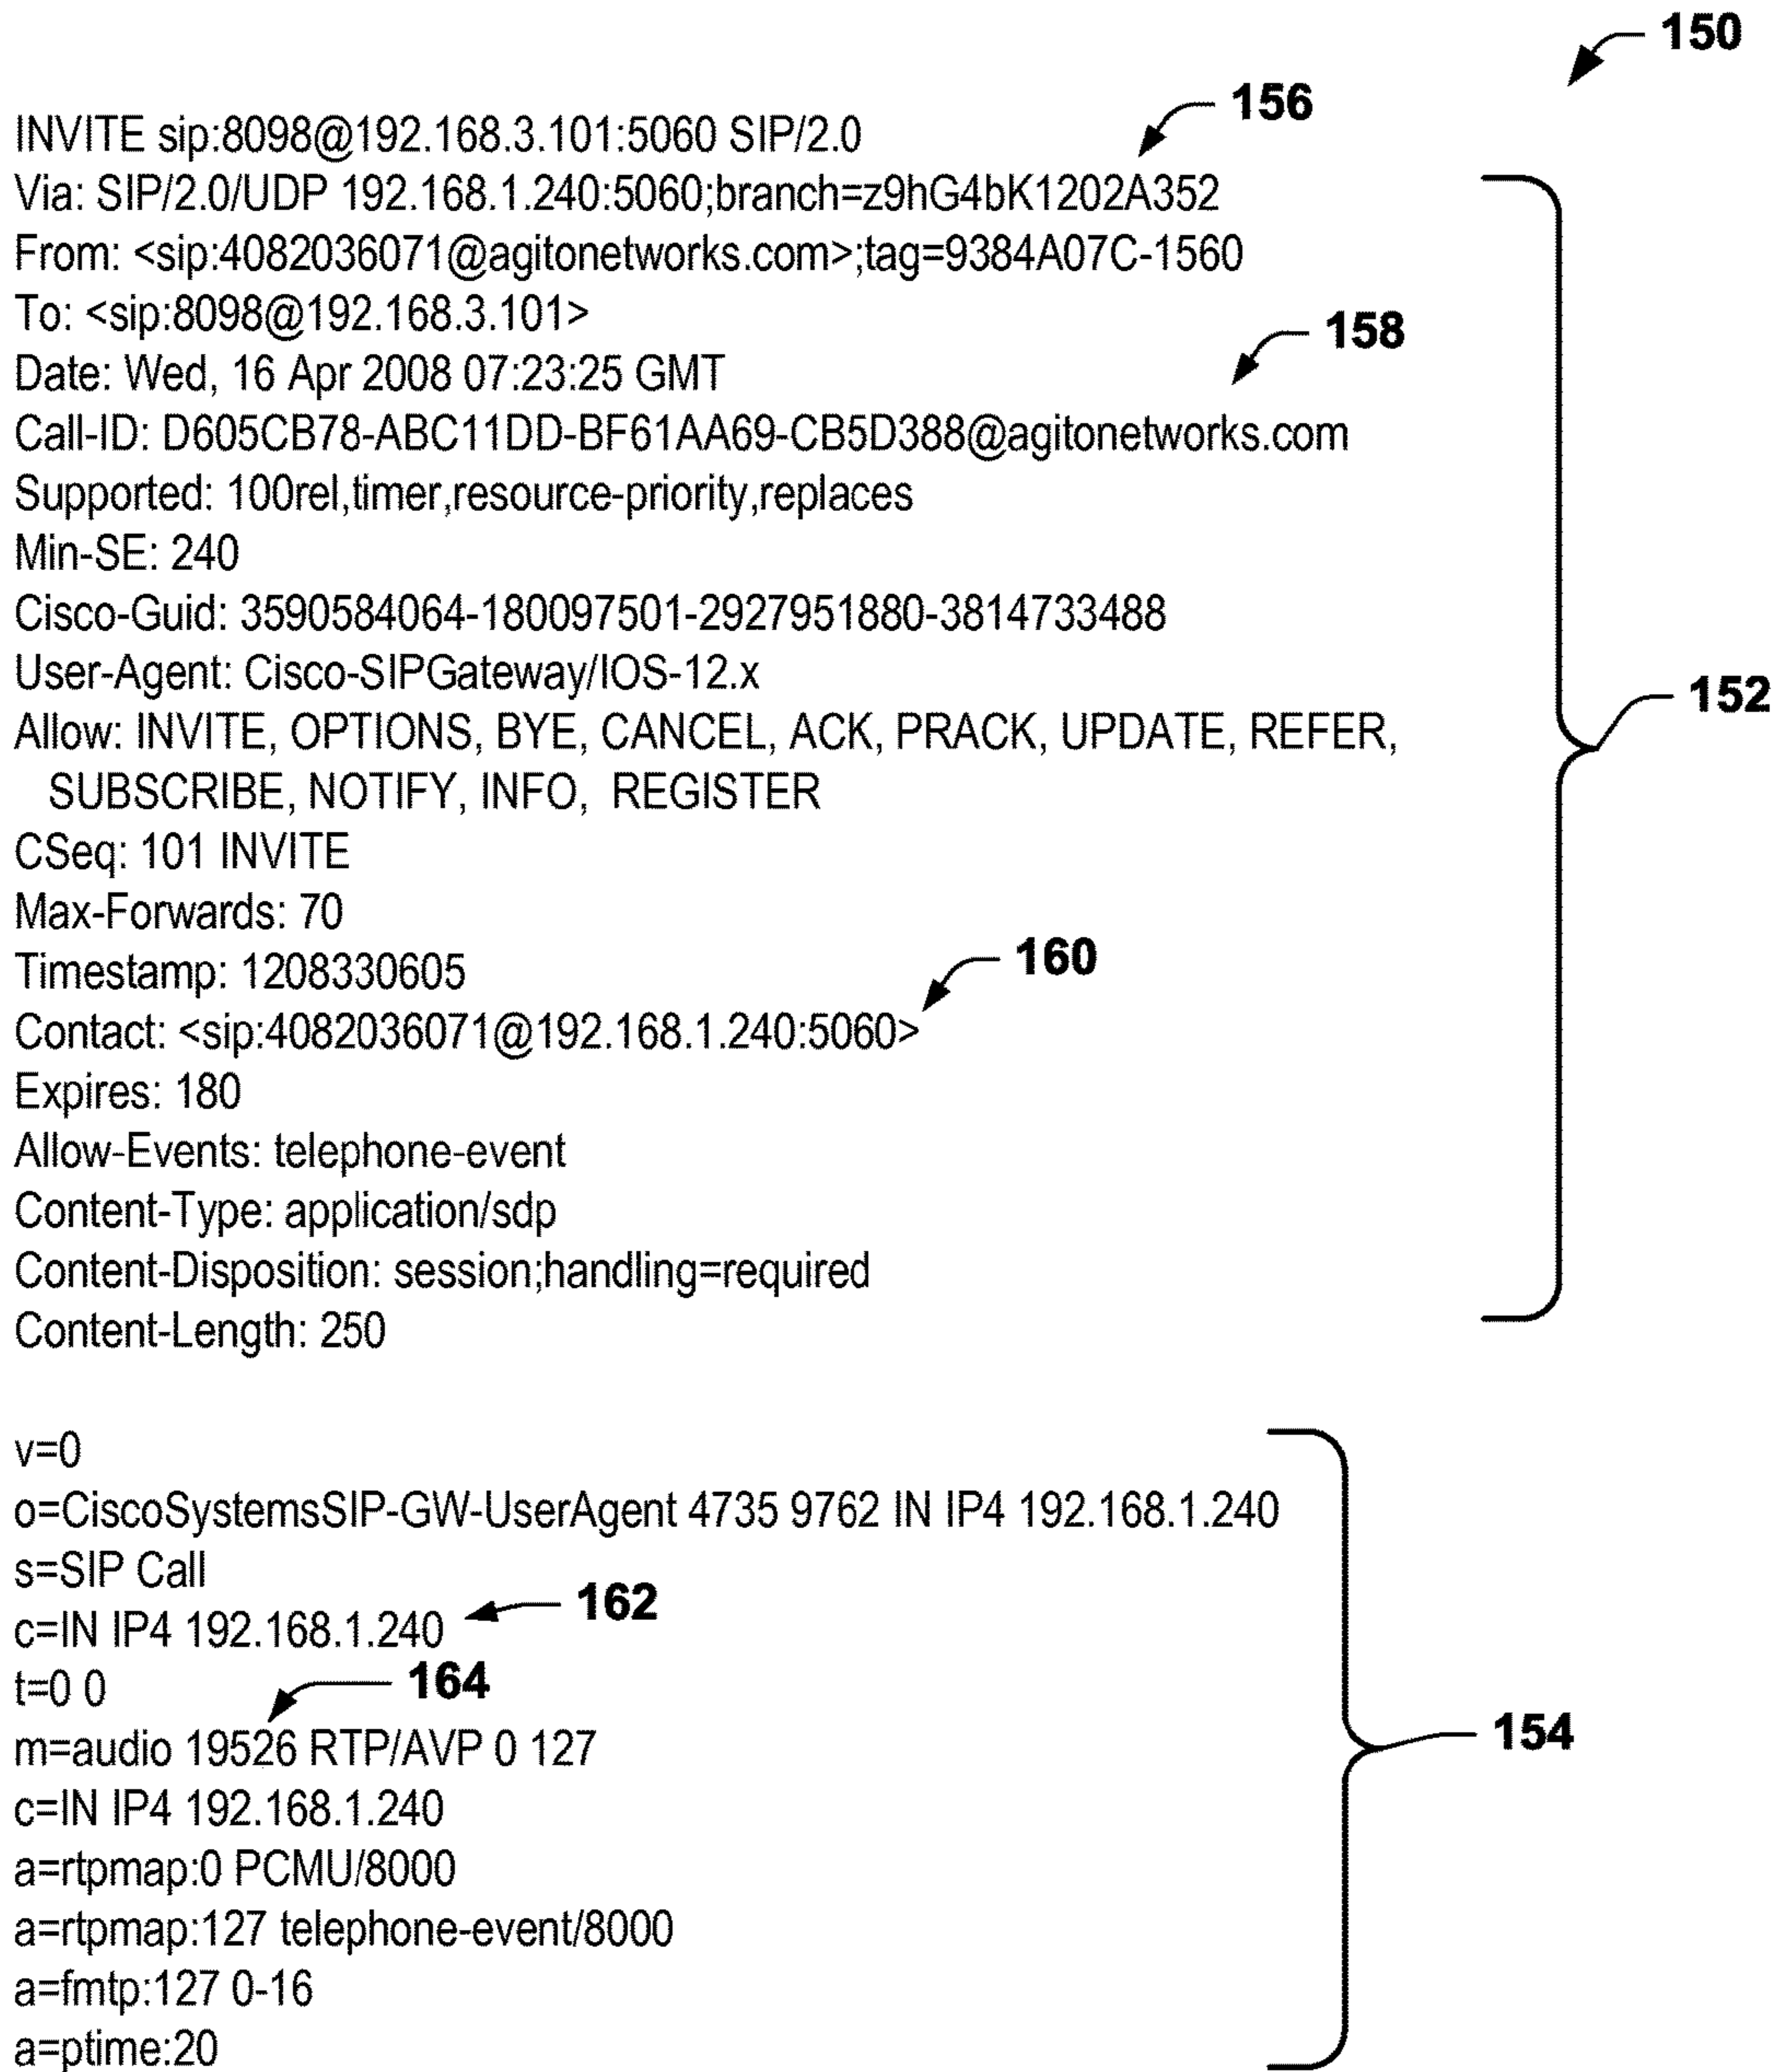 150
156
INVITE sip:8098@192.168.3.101:5060 SIP/2.0
Via: SIP/2.0/UDP 192.168.1.240:5060;branch=z9hG4bK1202A352
From: <sip:4082036071@agitonetworks.com>;tag=9384A07C-1560
To: <sip:8098@192.168.3.101>
158
Date: Wed, 16 Apr 2008 07:23:25 GMT
Call-ID: D605CB78-ABC11DD-BF61AA69-CB5D388@agitonetworks.com
Supported: 100rel,timer,resource-priority,replaces
Min-SE: 240
Cisco-Guid: 3590584064-180097501-2927951880-3814733488
User-Agent: Cisco-SIPGateway/IOS-12.x
152
Allow: INVITE, OPTIONS, BYE, CANCEL, ACK, PRACK, UPDATE, REFER,
SUBSCRIBE, NOTIFY, INFO, REGISTER
CSeq: 101 INVITE
Max-Forwards: 70
160
Timestamp: 1208330605
Contact: <sip:4082036071@192.168.1.240:5060>
Expires: 180
Allow-Events: telephone-event
Content-Type: application/sdp
Content-Disposition: session;handling=required
Content-Length: 250
v=0
o=CiscoSystemsSIP-GW-UserAgent 4735 9762 IN IP4 192.168.1.240
s=SIP Call
162
c=IN IP4 192.168.1.240
t=0 0
164
m=audio 19526 RTP/AVP 0 127
154
c=IN IP4 192.168.1.240
a=rtpmap:0 PCMU/8000
a=rtpmap:127 telephone-event/8000
a=fmtp:127 0-16
a=ptime:20